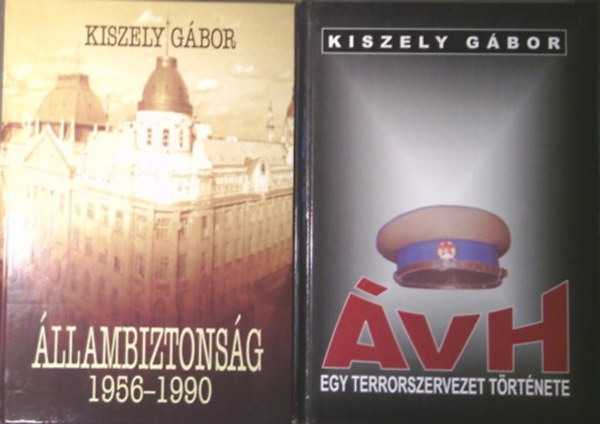 KISZELY GÁBOR
ÁLLAMBIZTONSÁG
1956–1990
KISZELY GÁBOR
ÁVH
EGY TERRORSZERVEZET TÖRTÉNETE